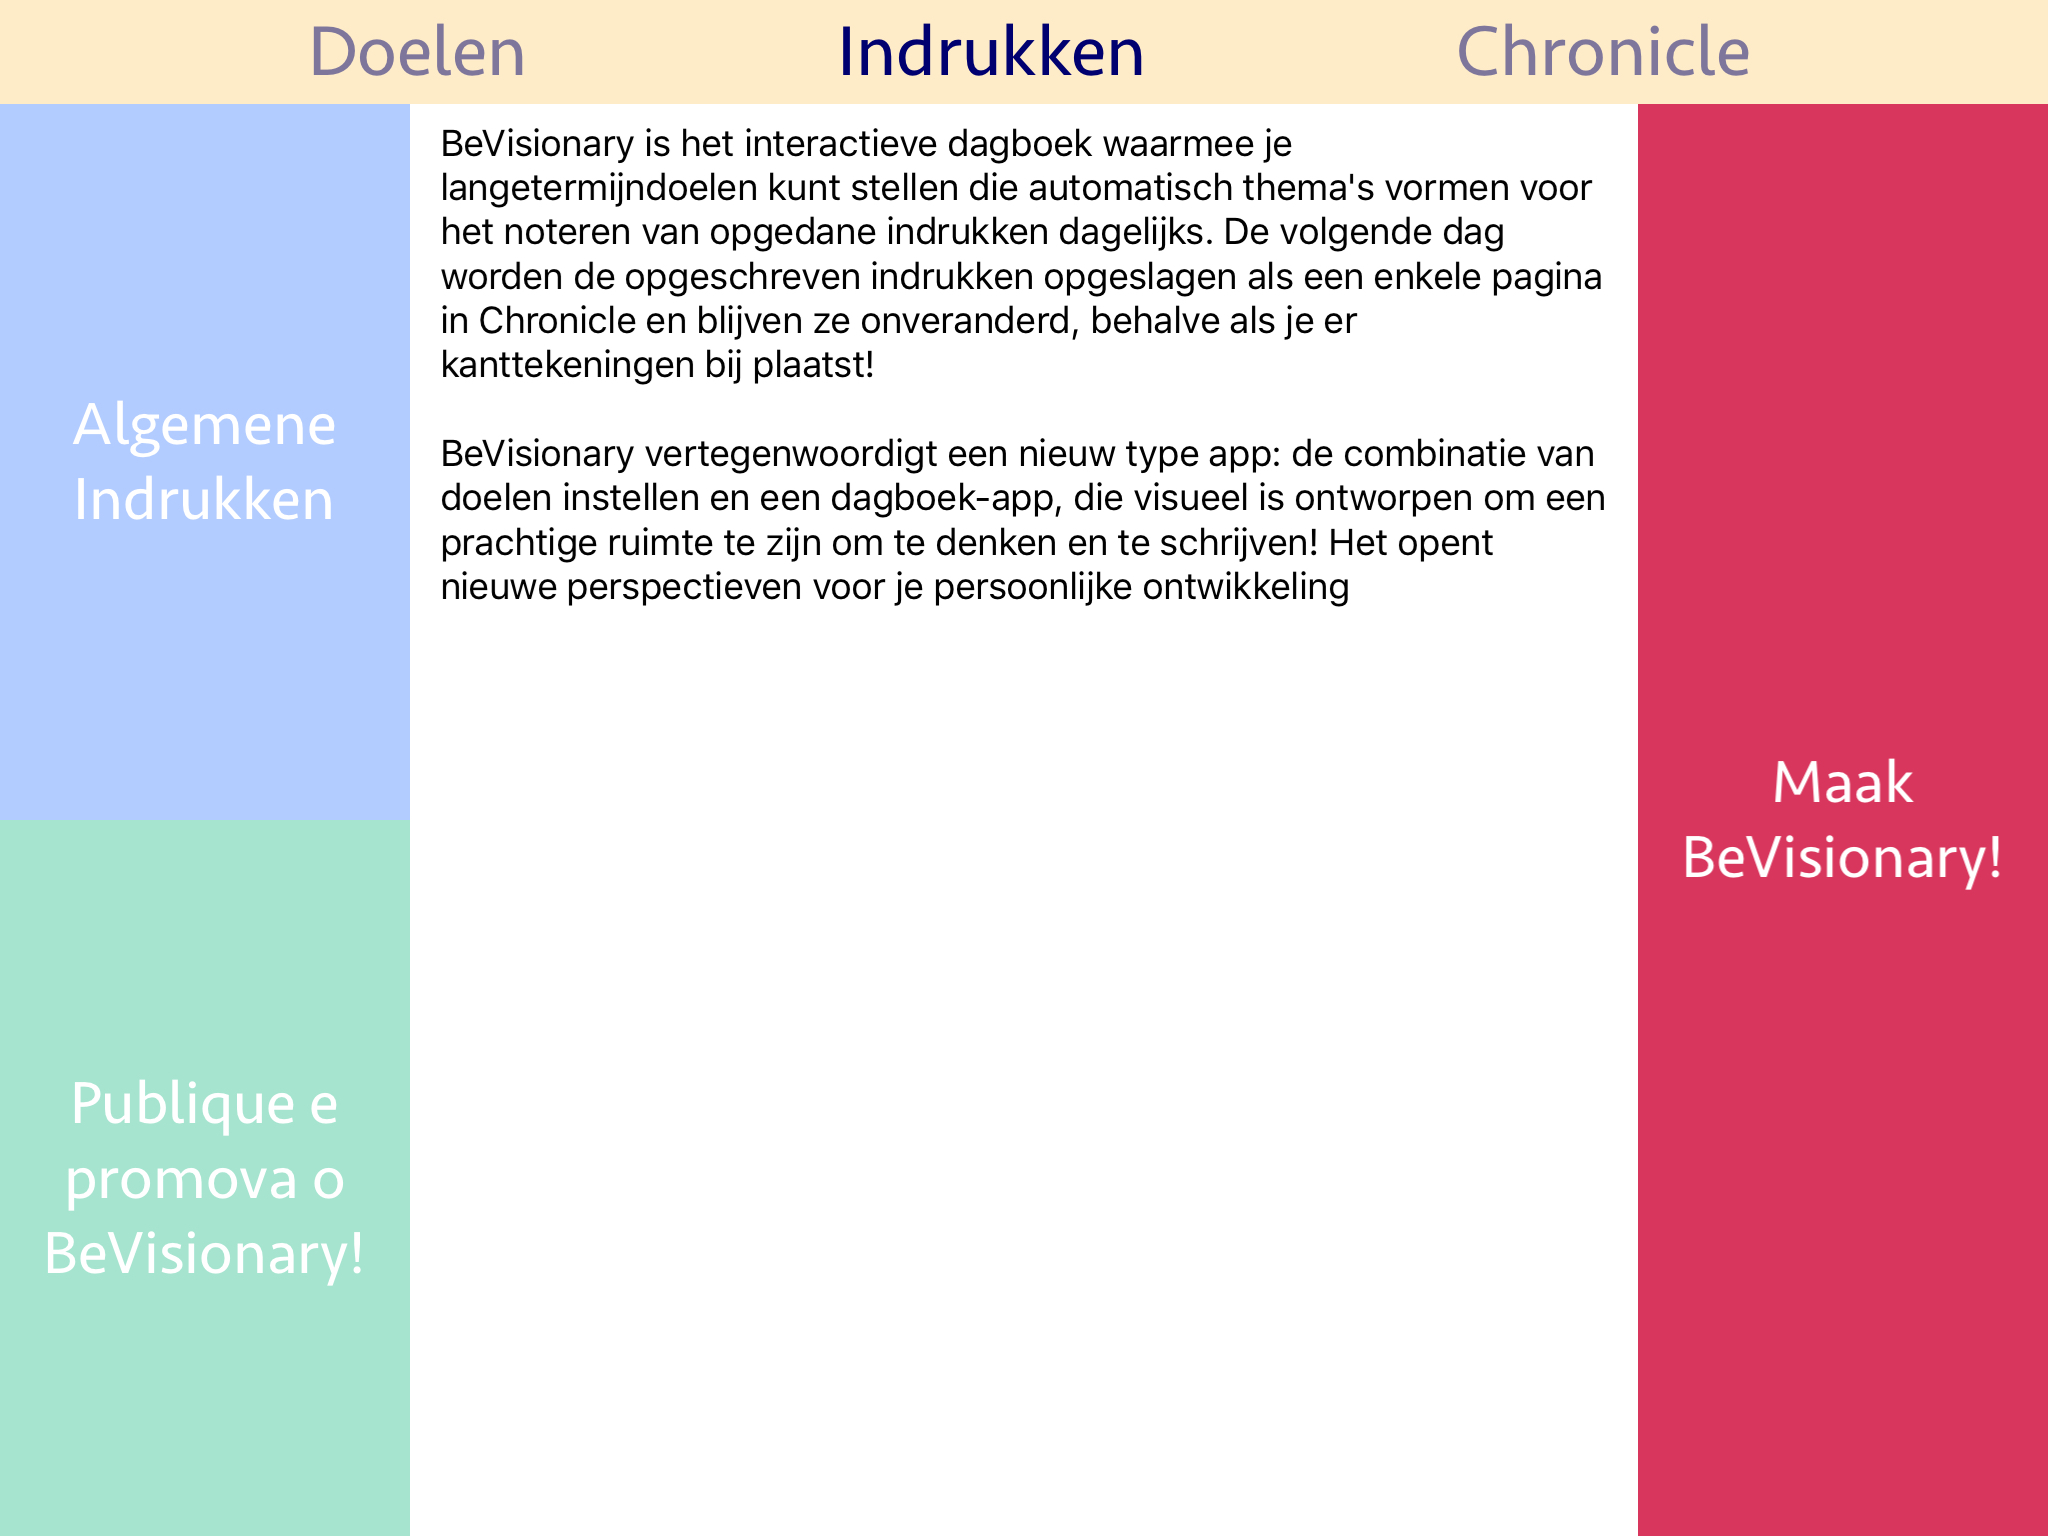 Doelen
Indrukken
Chronicle
Algemene
Indrukken
Publique e
promova o
BeVisionary!
BeVisionary is het interactieve dagboek waarmee je
langetermijndoelen kunt stellen die automatisch thema's vormen voor
het noteren van opgedane indrukken dagelijks. De volgende dag
worden de opgeschreven indrukken opgeslagen als een enkele pagina
in Chronicle en blijven ze onveranderd, behalve als je er
kanttekeningen bij plaatst!
BeVisionary vertegenwoordigt een nieuw type app: de combinatie van
doelen instellen en een dagboek-app, die visueel is ontworpen om een
prachtige ruimte te zijn om te denken en te schrijven! Het opent
nieuwe perspectieven voor je persoonlijke ontwikkeling
Maak
BeVisionary!